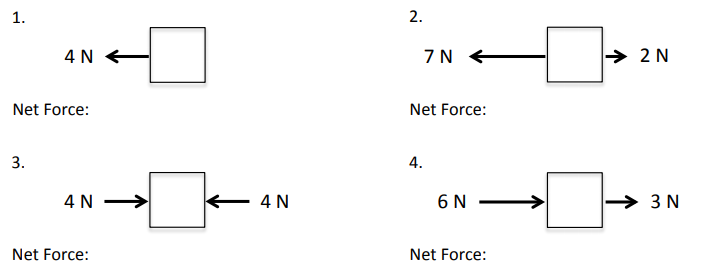 1.
4 N
Net Force:
2.
7 N 2 N
Net Force:
3.
4 N 4 N
Net Force:
4.
6 N 3 N
Net Force: